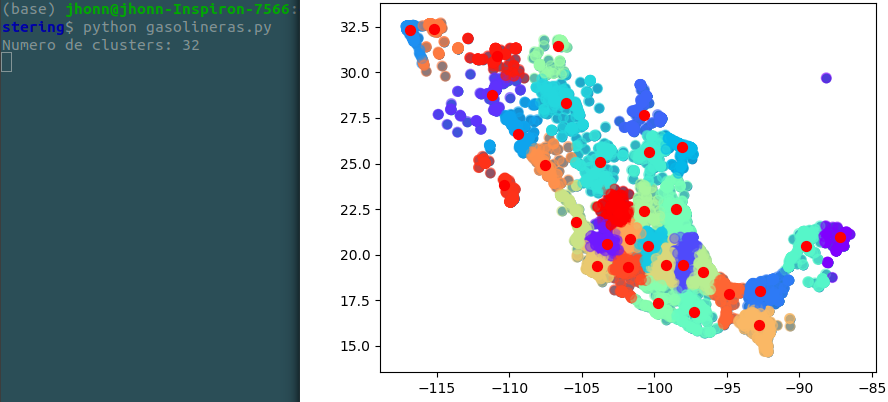 (base) jhonn@jhonn-Inspiron-7566:
stering$ python gasolineras.py
Numero de clusters: 32
32.5
30.0
27.5
25.0
22.5
20.0
17.5
15.0
−115 −110 −105 −100 −95 −90 −85